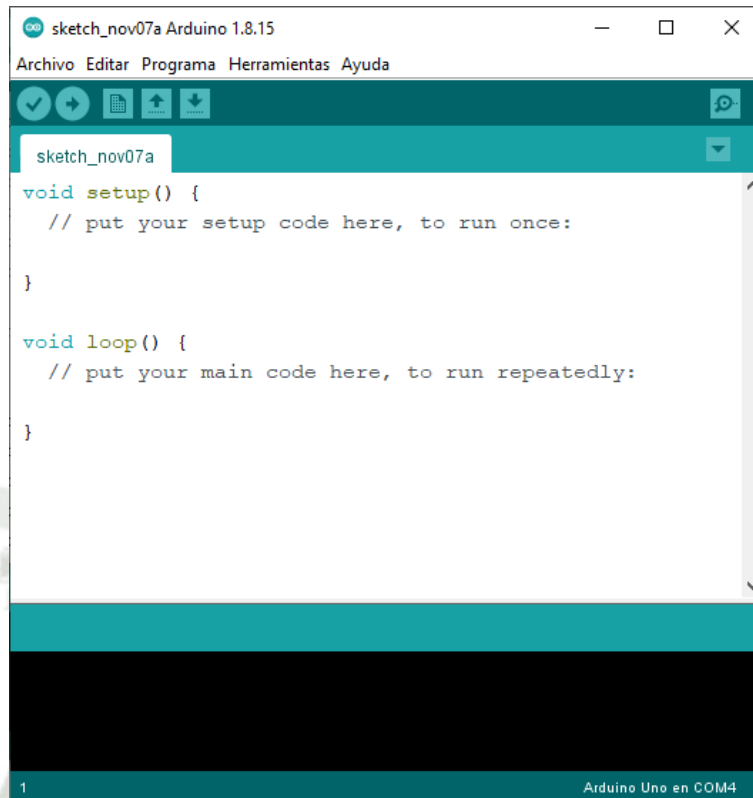 sketch_nov07a Arduino 1.8.15
Archivo Editar Programa Herramientas Ayuda
sketch_nov07a
void setup() {
  // put your setup code here, to run once:
}
void loop() {
  // put your main code here, to run repeatedly:
}
1 Arduino Uno en COM4